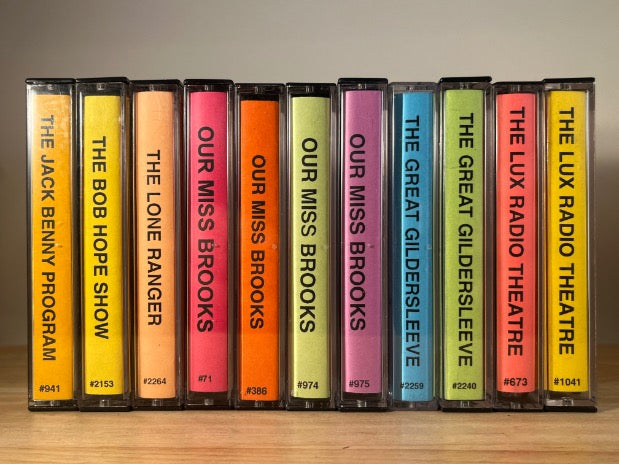 THE JACK BENNY PROGRAM
#941
THE BOB HOPE SHOW
#2153
THE LONE RANGER
#2264
OUR MISS BROOKS
#71
OUR MISS BROOKS
#386
OUR MISS BROOKS
#974
OUR MISS BROOKS
#975
THE GREAT GILDERSLEEVE
#2259
THE GREAT GILDERSLEEVE
#2240
THE LUX RADIO THEATRE
#673
THE LUX RADIO THEATRE
#1041